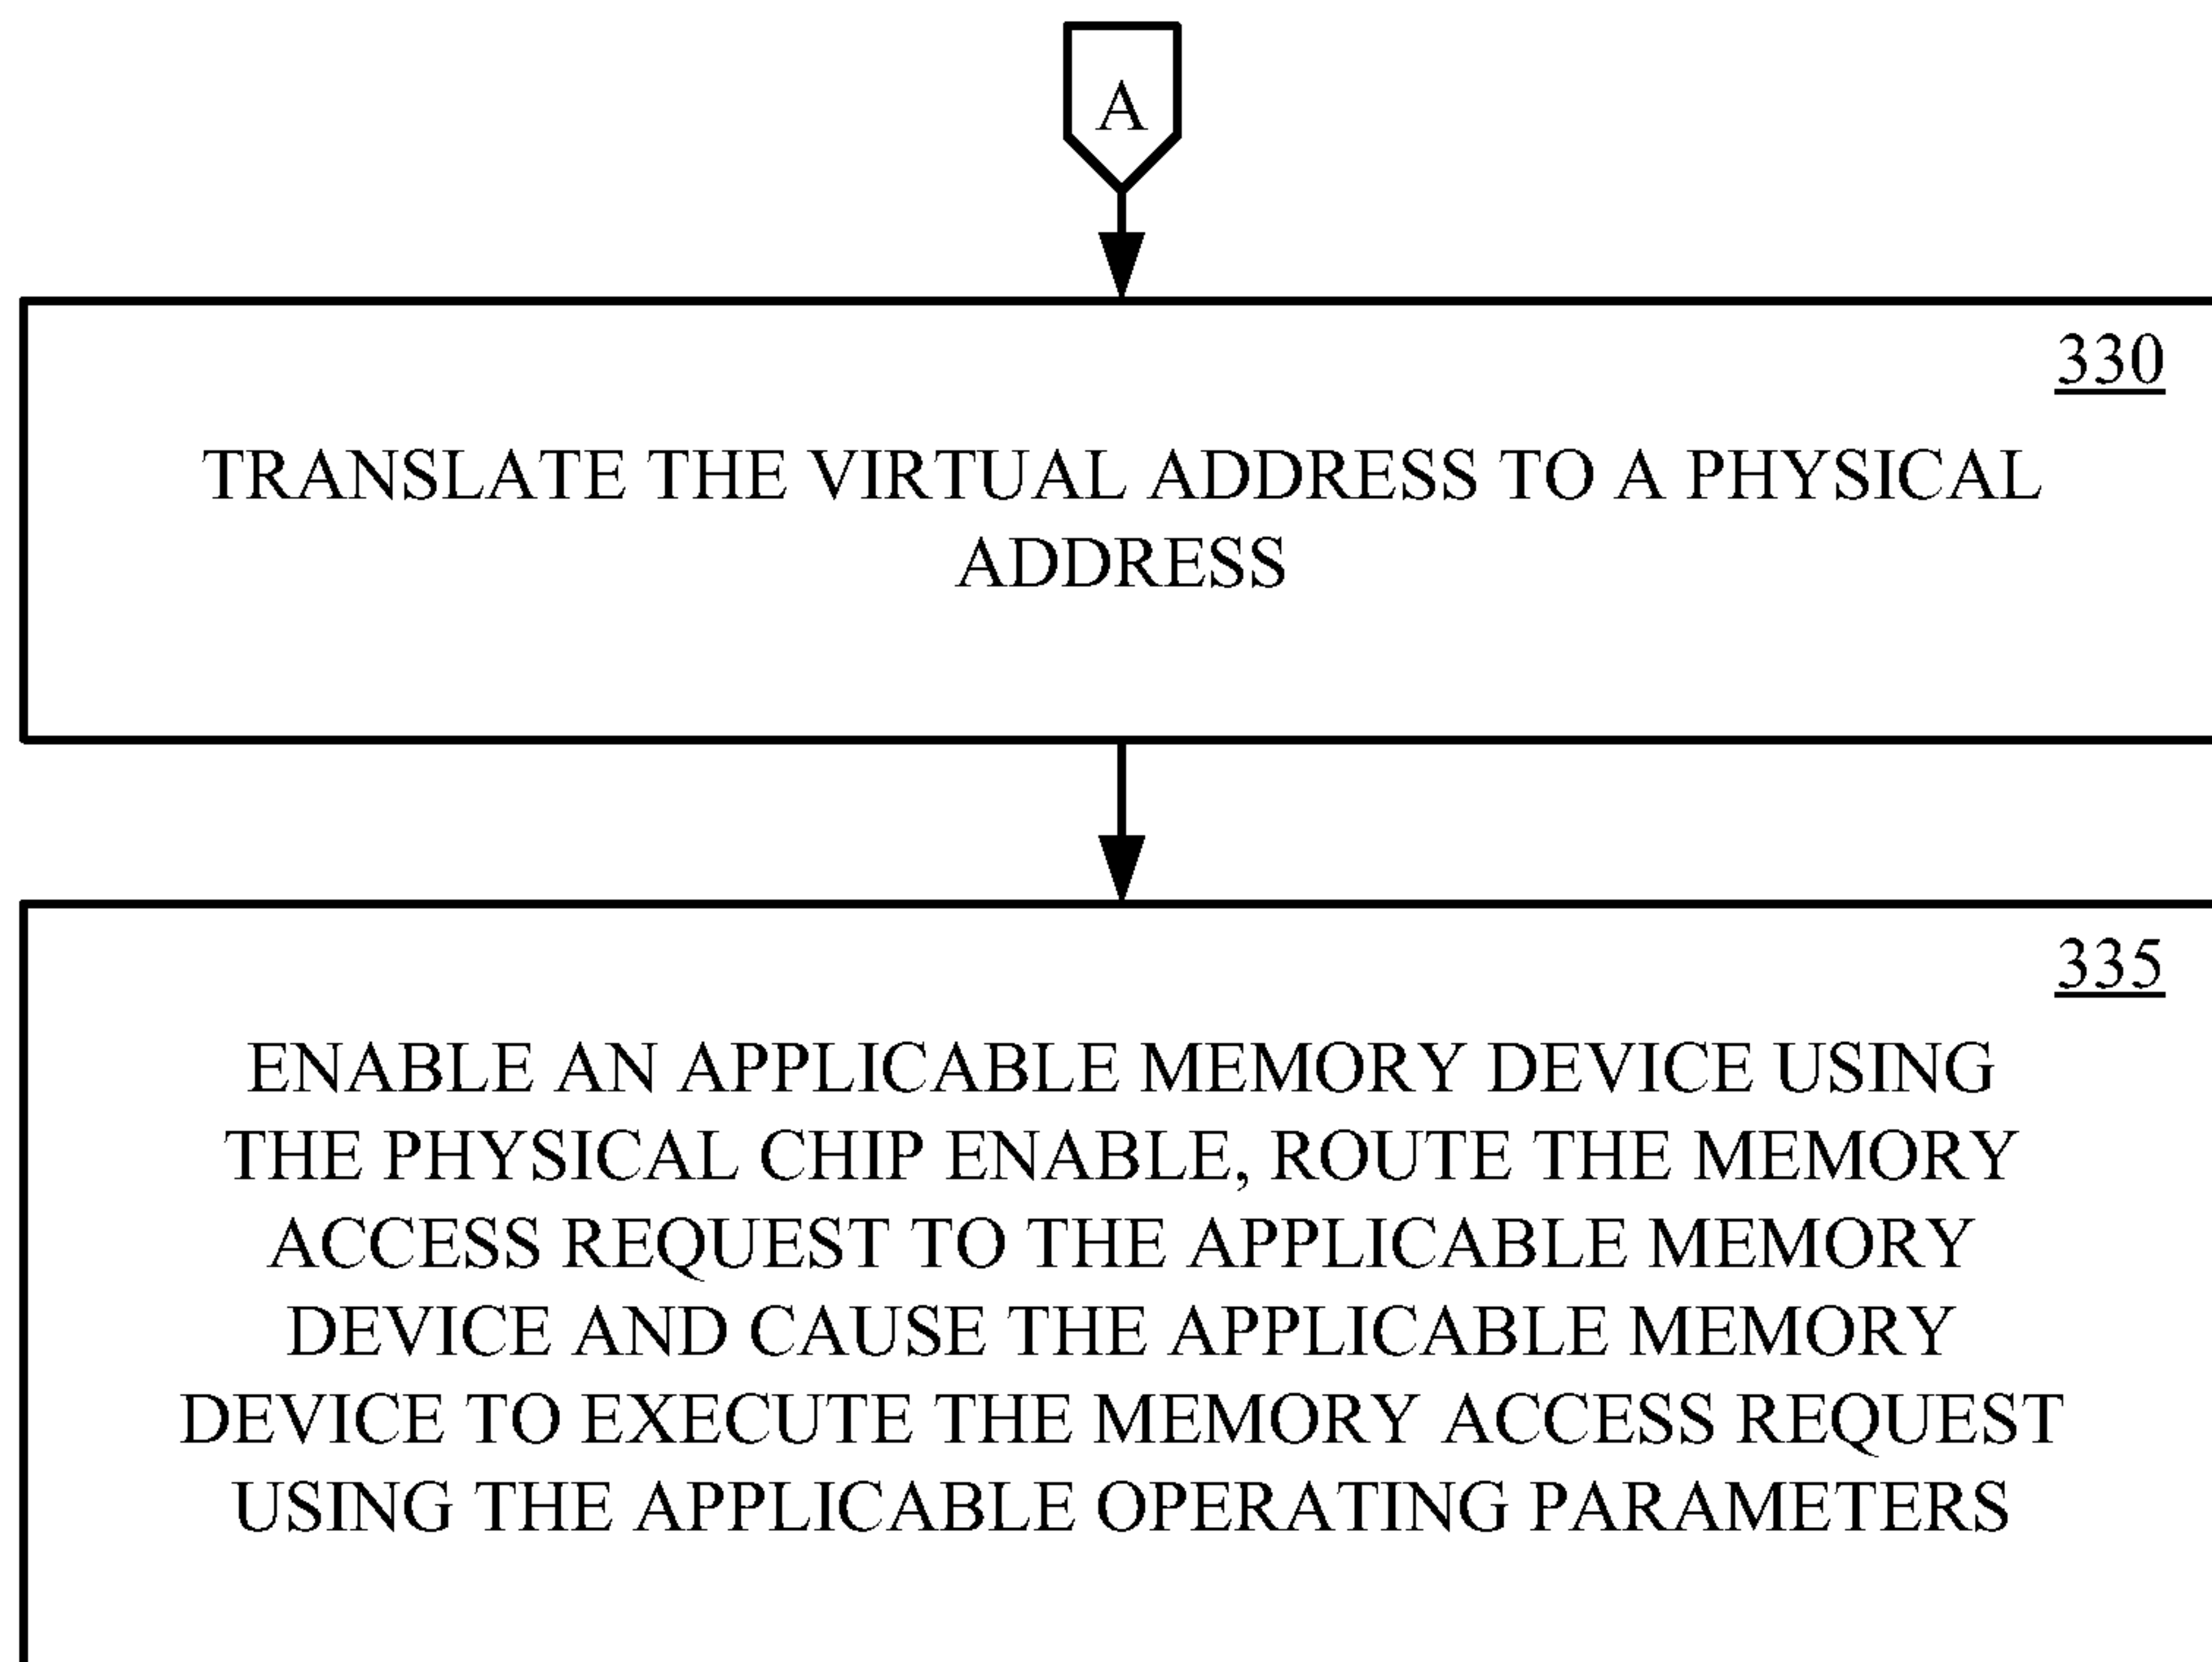 A
330
TRANSLATE THE VIRTUAL ADDRESS TO A PHYSICAL
ADDRESS
335
ENABLE AN APPLICABLE MEMORY DEVICE USING
THE PHYSICAL CHIP ENABLE, ROUTE THE MEMORY
ACCESS REQUEST TO THE APPLICABLE MEMORY
DEVICE AND CAUSE THE APPLICABLE MEMORY
DEVICE TO EXECUTE THE MEMORY ACCESS REQUEST
USING THE APPLICABLE OPERATING PARAMETERS